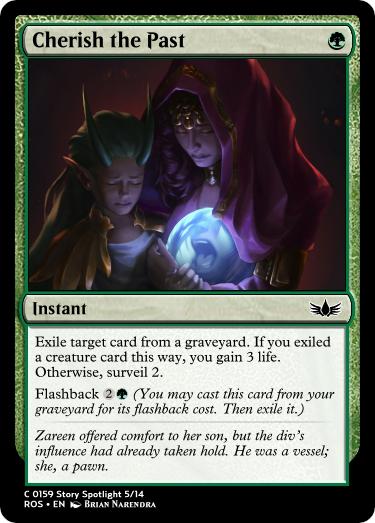 Cherish the Past
Instant
Exile target card from a graveyard. If you exiled
a creature card this way, you gain 3 life.
Otherwise, surveil 2.
Flashback 2 (You may cast this card from your
graveyard for its flashback cost. Then exile it.)
Zareen offered comfort to her son, but the div's
influence had already taken hold. He was a vessel;
she, a pawn.
C 0159 Story Spotlight 5/14
ROS • EN Brian Narendra